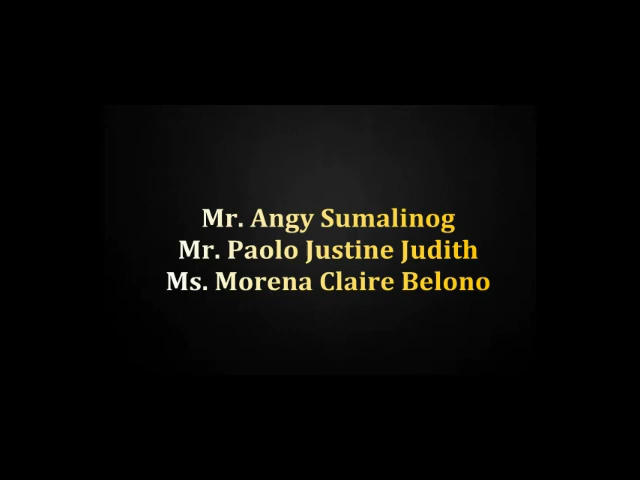 Mr. Angy Sumalinog
Mr. Paolo Justine Judith
Ms. Morena Claire Belono